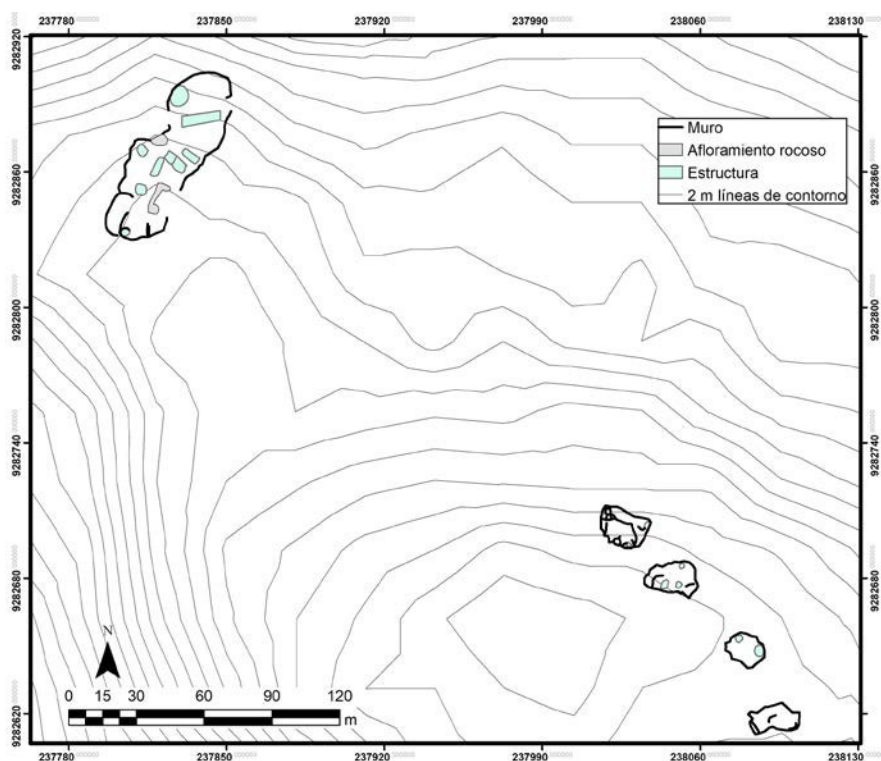 237780 237850 237920 237990 238060 238130
9282920 9282920
Muro
Afloramiento rocoso
Estructura
2 m líneas de contorno
9282860 9282860
9282800 9282800
9282740 9282740
9282680 9282680
N
0 15 30 60 90 120
m
9282620 9282620
237780 237850 237920 237990 238060 238130